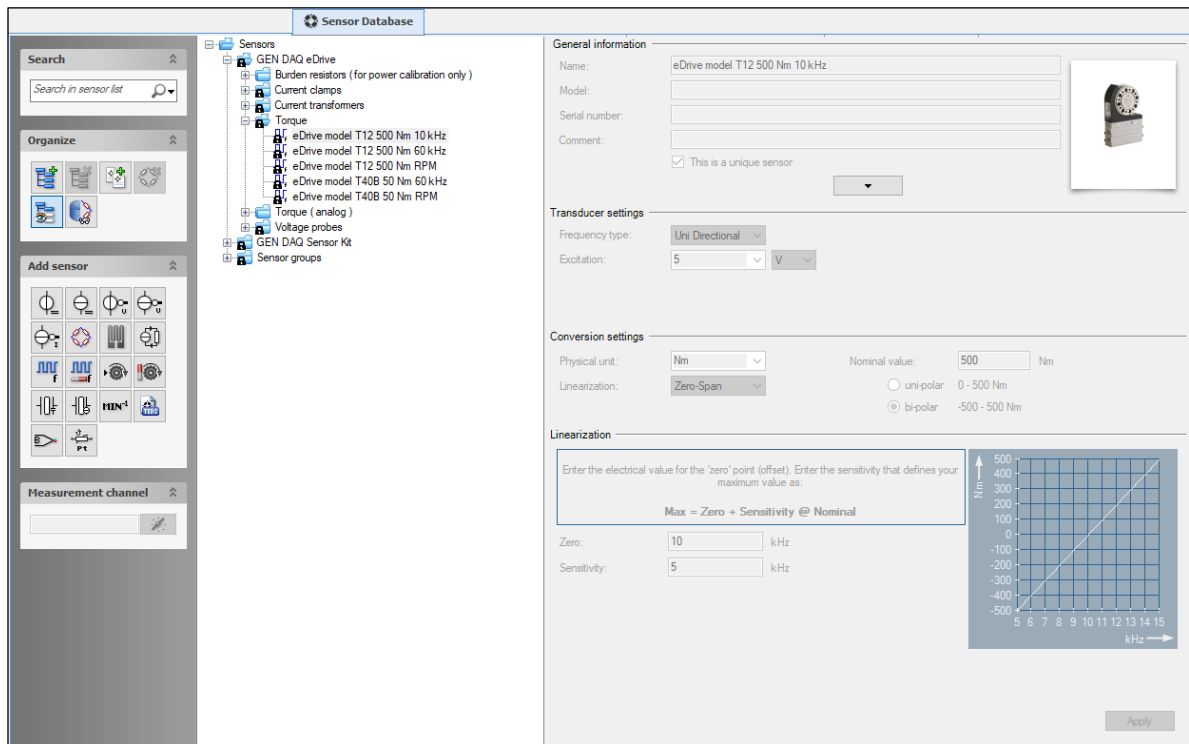 Sensor Database
Search
Search in sensor list
Organize
Add sensor
U
U
I
f
f
MIN-1
TEDS
B
Pt
Measurement channel
Sensors
GEN DAQ eDrive
Burden resistors ( for power calibration only )
Current clamps
Current transformers
Torque
eDrive model T12 500 Nm 10 kHz
eDrive model T12 500 Nm 60 kHz
eDrive model T12 500 Nm RPM
eDrive model T40B 50 Nm 60 kHz
eDrive model T40B 50 Nm RPM
Torque ( analog )
Voltage probes
GEN DAQ Sensor Kit
Sensor groups
General information
Name: eDrive model T12 500 Nm 10 kHz
Model:
Serial number:
Comment:
This is a unique sensor
Transducer settings
Frequency type: Uni Directional
Excitation: 5 V
Conversion settings
Physical unit: Nm Nominal value: 500 Nm
Linearization: Zero-Span uni-polar 0 - 500 Nm
bi-polar -500 - 500 Nm
Linearization
Enter the electrical value for the 'zero' point (offset). Enter the sensitivity that defines your
maximum value as:
Max = Zero + Sensitivity @ Nominal
Zero: 10 kHz
Sensitivity: 5 kHz
Nm
500
400
300
200
100
0
-100
-200
-300
-400
-500
5 6 7 8 9 10 11 12 13 14 15
kHz
Apply